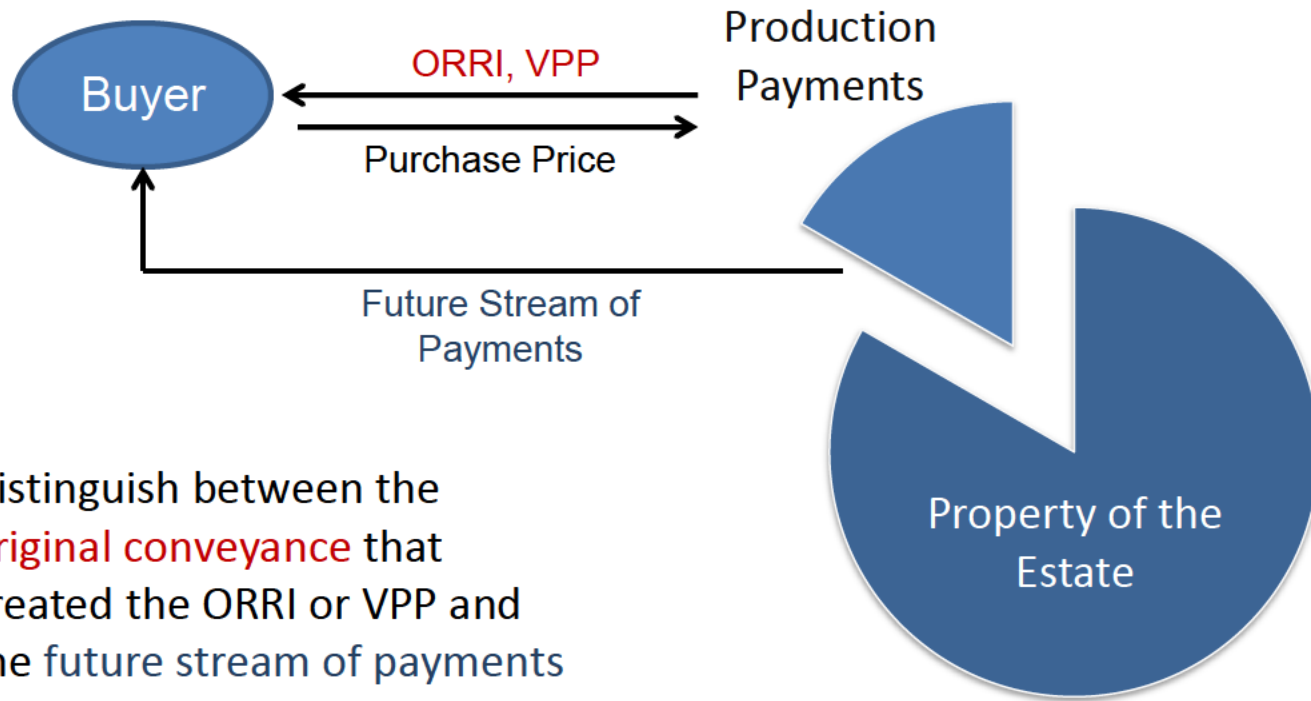 Production
Payments
ORRI, VPP
Buyer
Purchase Price
Future Stream of
Payments
Property of the
Estate
istinguish between the
riginal conveyance that
reated the ORRI or VPP and
he future stream of payments